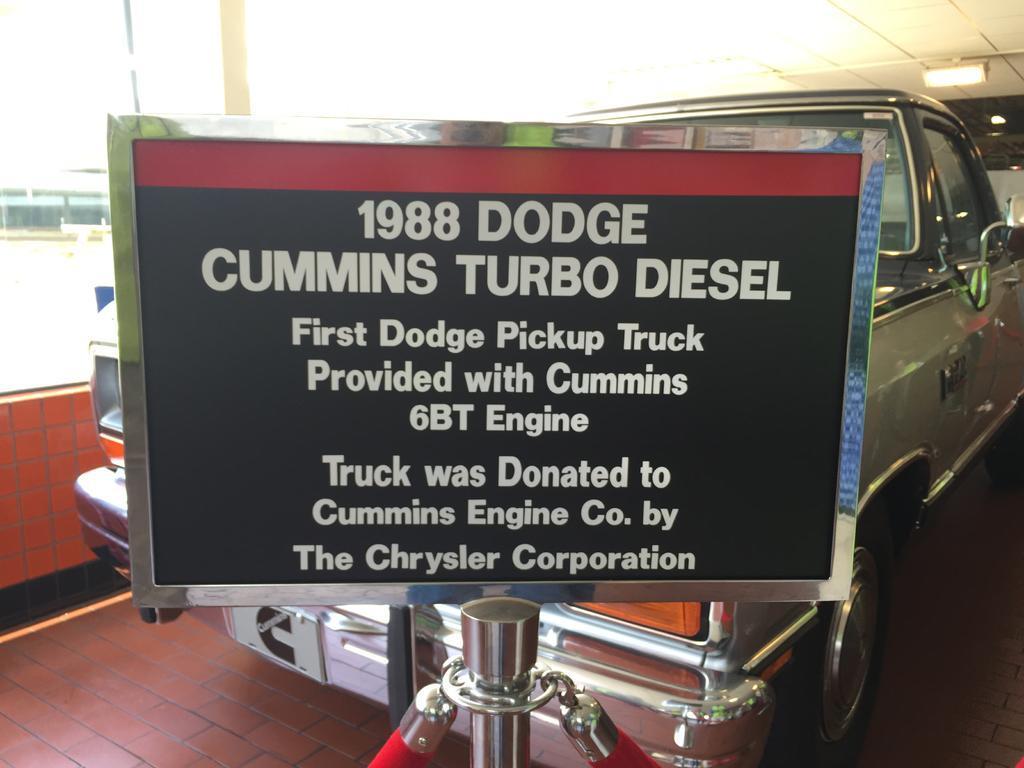 1988 DODGE
CUMMINS TURBO DIESEL
First Dodge Pickup Truck
Provided with Cummins
6BT Engine
Truck was Donated to
Cummins Engine Co. by
The Chrysler Corporation
Cummins